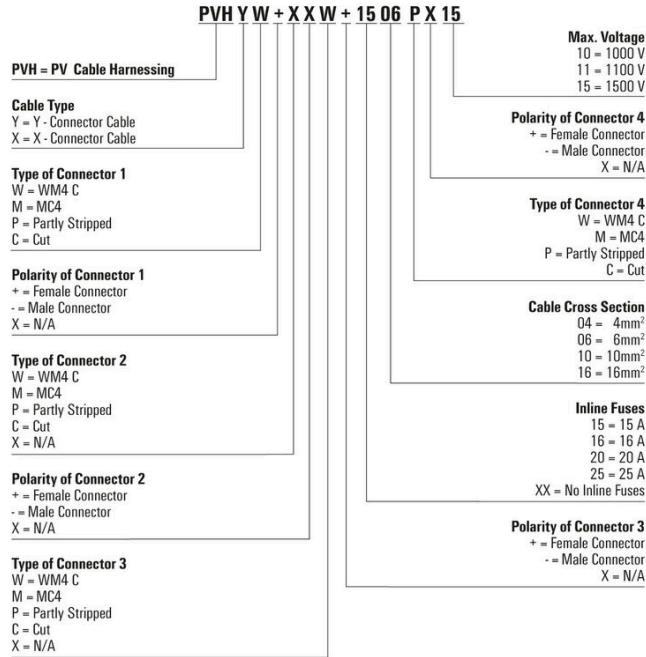 PVH Y W + X X W + 15 06 P X 15
PVH = PV Cable Harnessing
Cable Type
Y = Y - Connector Cable
X = X - Connector Cable
Type of Connector 1
W = WM4 C
M = MC4
P = Partly Stripped
C = Cut
Polarity of Connector 1
+ = Female Connector
- = Male Connector
X = N/A
Type of Connector 2
W = WM4 C
M = MC4
P = Partly Stripped
C = Cut
X = N/A
Polarity of Connector 2
+ = Female Connector
- = Male Connector
X = N/A
Type of Connector 3
W = WM4 C
M = MC4
P = Partly Stripped
C = Cut
X = N/A
Max. Voltage
10 = 1000 V
11 = 1100 V
15 = 1500 V
Polarity of Connector 4
+ = Female Connector
- = Male Connector
X = N/A
Type of Connector 4
W = WM4 C
M = MC4
P = Partly Stripped
C = Cut
Cable Cross Section
04 = 4mm²
06 = 6mm²
10 = 10mm²
16 = 16mm²
Inline Fuses
15 = 15 A
16 = 16 A
20 = 20 A
25 = 25 A
XX = No Inline Fuses
Polarity of Connector 3
+ = Female Connector
- = Male Connector
X = N/A